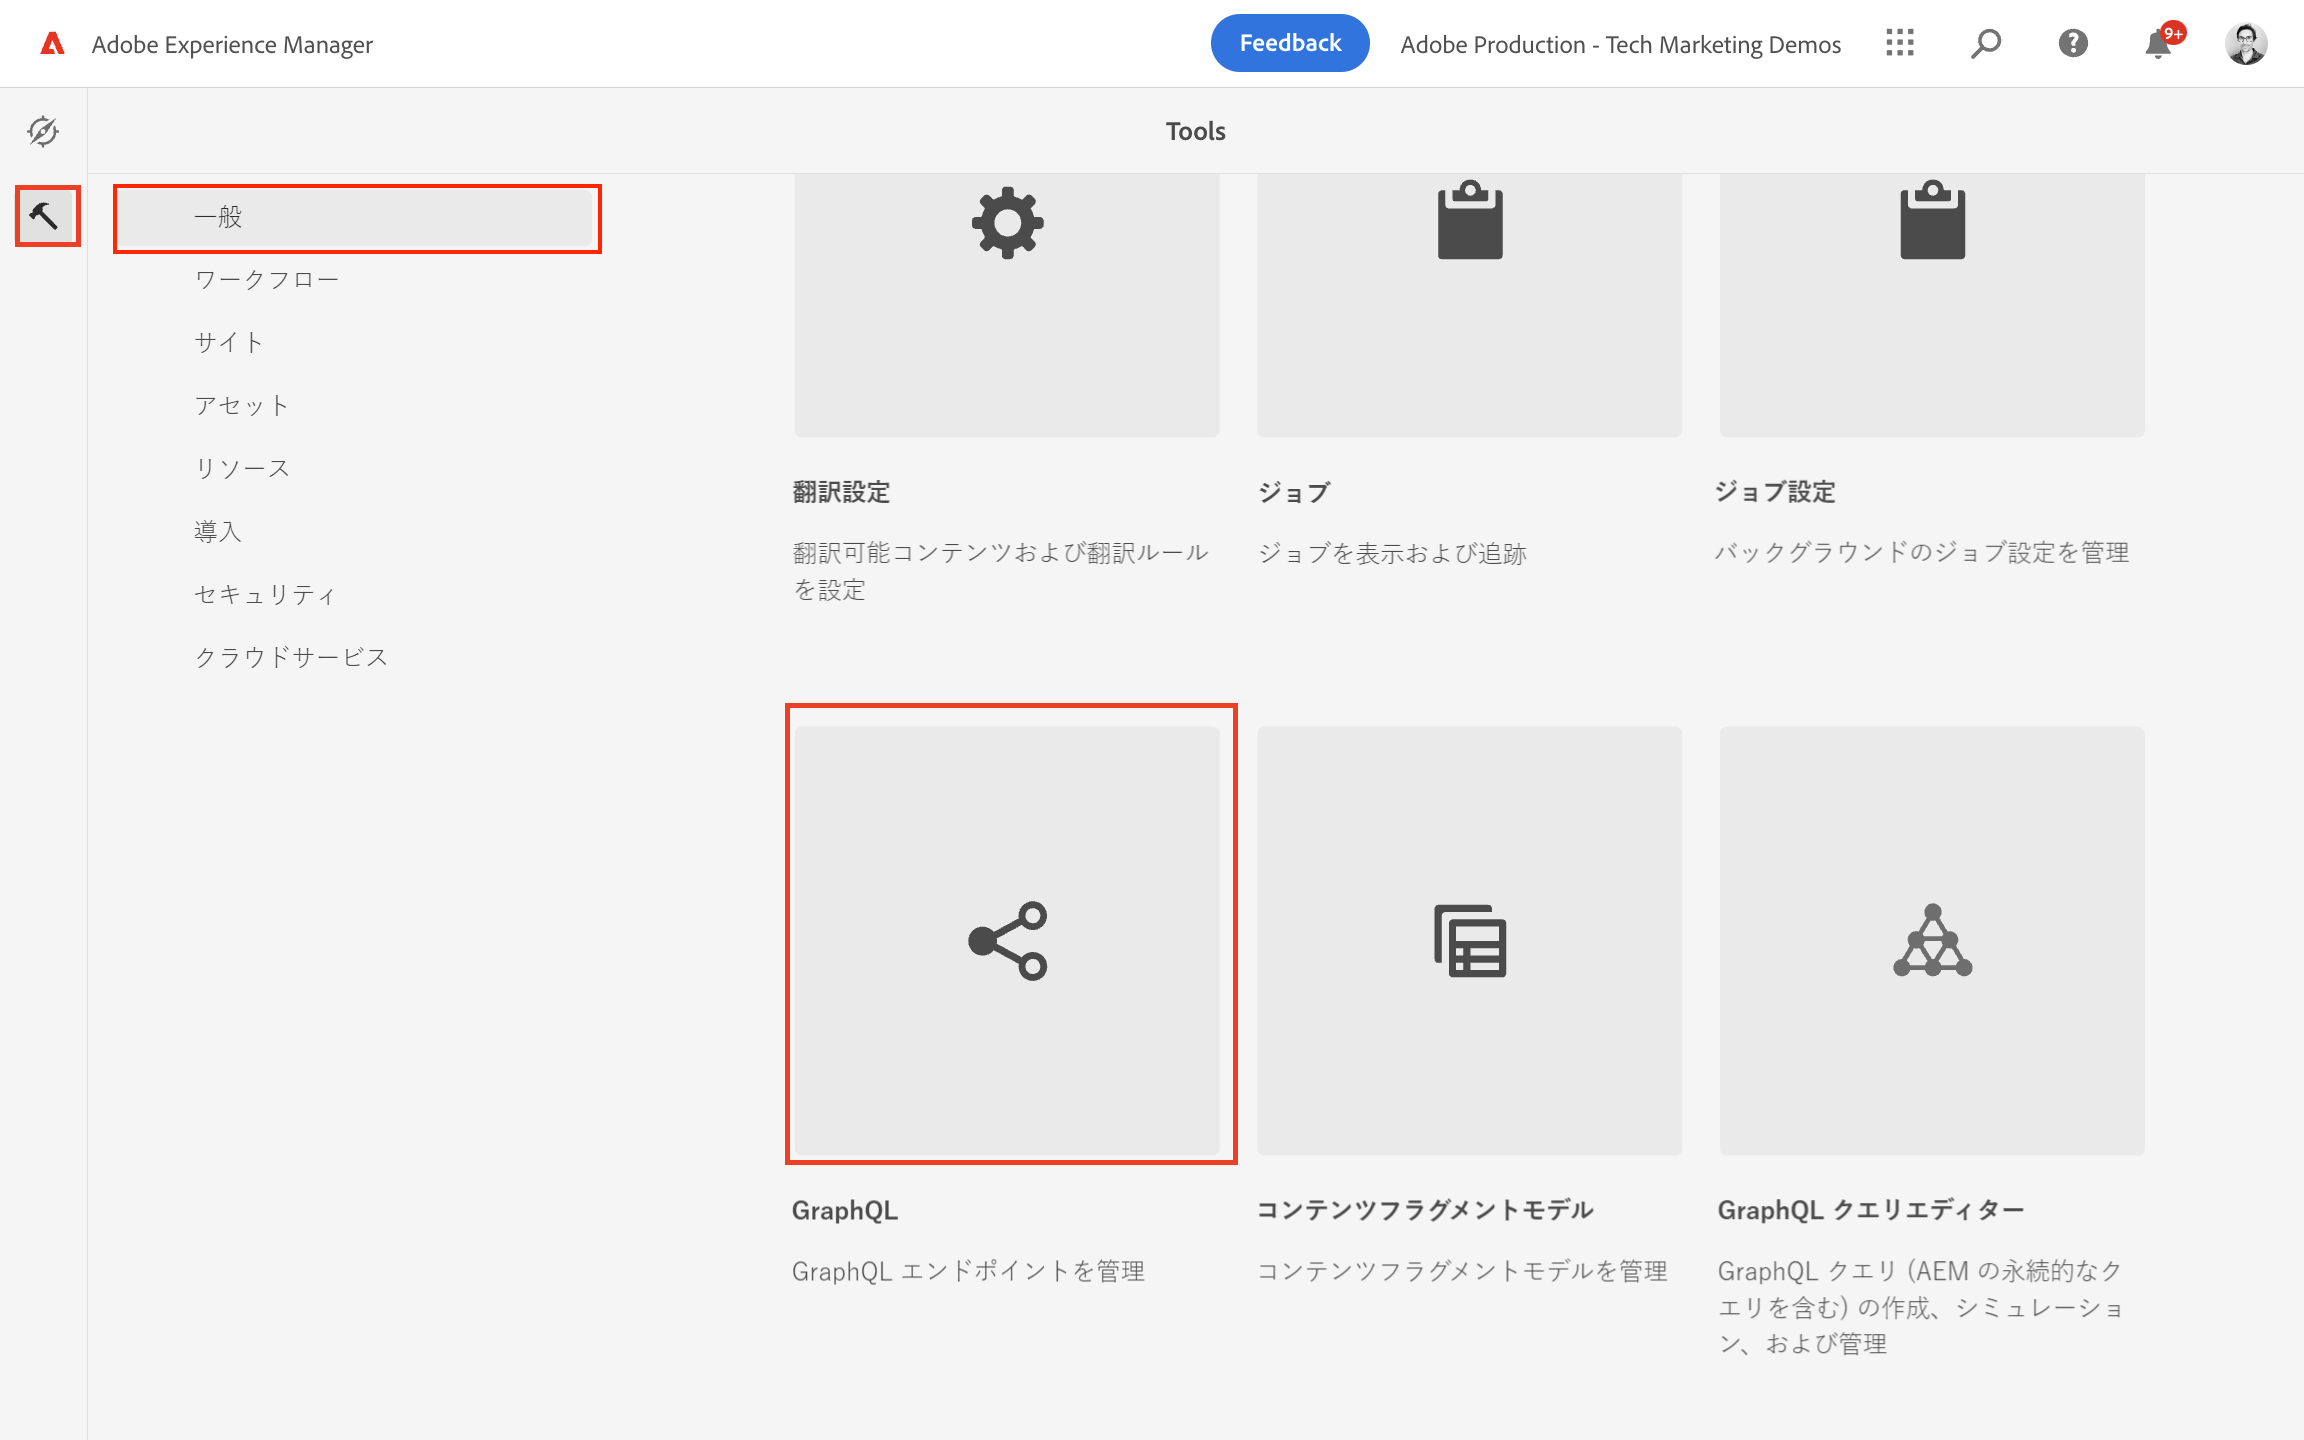 Adobe Experience Manager
Feedback
Adobe Production - Tech Marketing Demos
9+
Tools
一般
ワークフロー
サイト
アセット
リソース
導入
セキュリティ
クラウドサービス
翻訳設定
翻訳可能コンテンツおよび翻訳ルール
を設定
ジョブ
ジョブを表示および追跡
ジョブ設定
バックグラウンドのジョブ設定を管理
GraphQL
GraphQL エンドポイントを管理
コンテンツフラグメントモデル
コンテンツフラグメントモデルを管理
GraphQL クエリエディター
GraphQL クエリ (AEM の永続的なク
エリを含む) の作成、シミュレーショ
ン、および管理